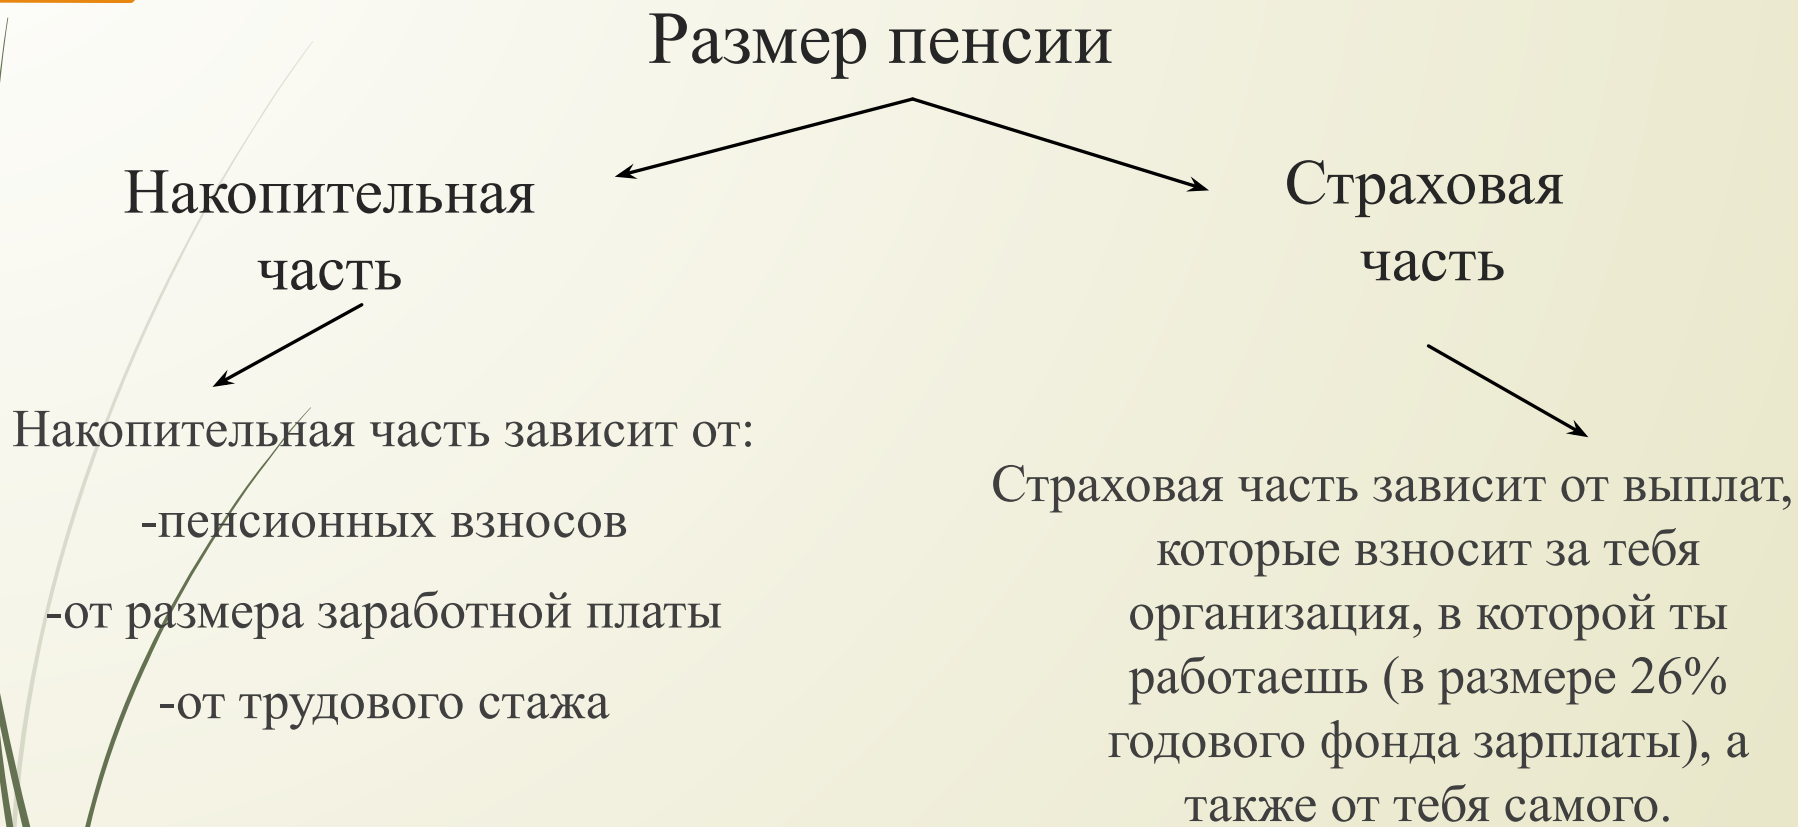 Размер пенсии
Накопительная
часть
Страховая
часть
Накопительная часть зависит от:
-пенсионных взносов
-от размера заработной платы
-от трудового стажа
Страховая часть зависит от выплат,
которые взносит за тебя
организация, в которой ты
работаешь (в размере 26%
годового фонда зарплаты), а
также от тебя самого.